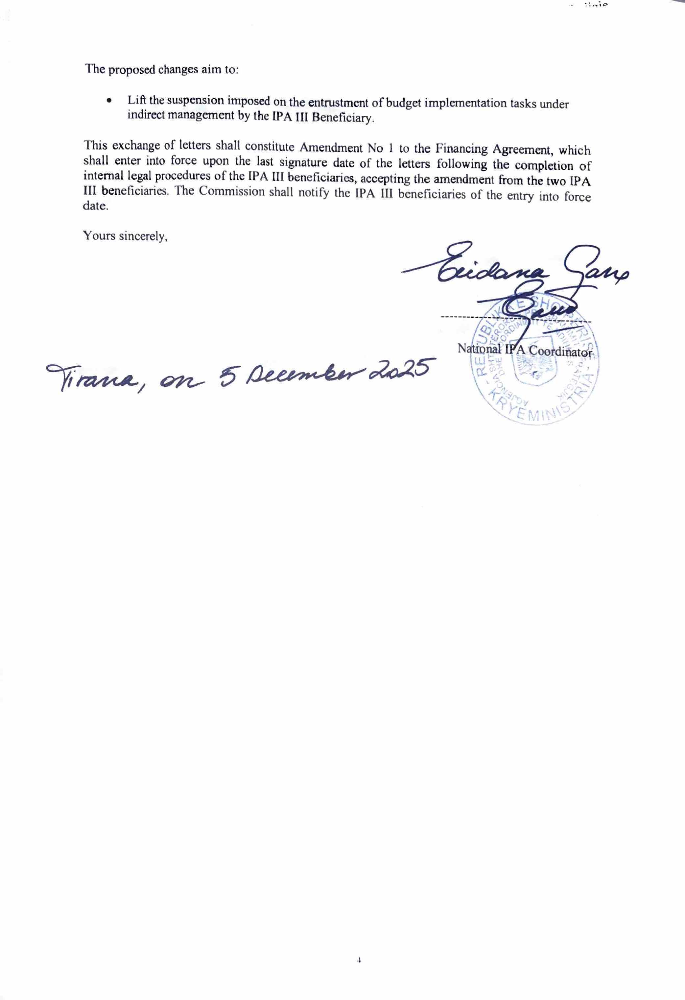 The proposed changes aim to:
• Lift the suspension imposed on the entrustment of budget implementation tasks under
indirect management by the IPA III Beneficiary.
This exchange of letters shall constitute Amendment No 1 to the Financing Agreement, which
shall enter into force upon the last signature date of the letters following the completion of
internal legal procedures of the IPA III beneficiaries, accepting the amendment from the two IPA
III beneficiaries. The Commission shall notify the IPA III beneficiaries of the entry into force
date.
Yours sincerely,
National IPA Coordinator
Tirana, on 5 December 2025
REPUBLIKA E SHQIPËRISË
KRYEMINISTRIA
4